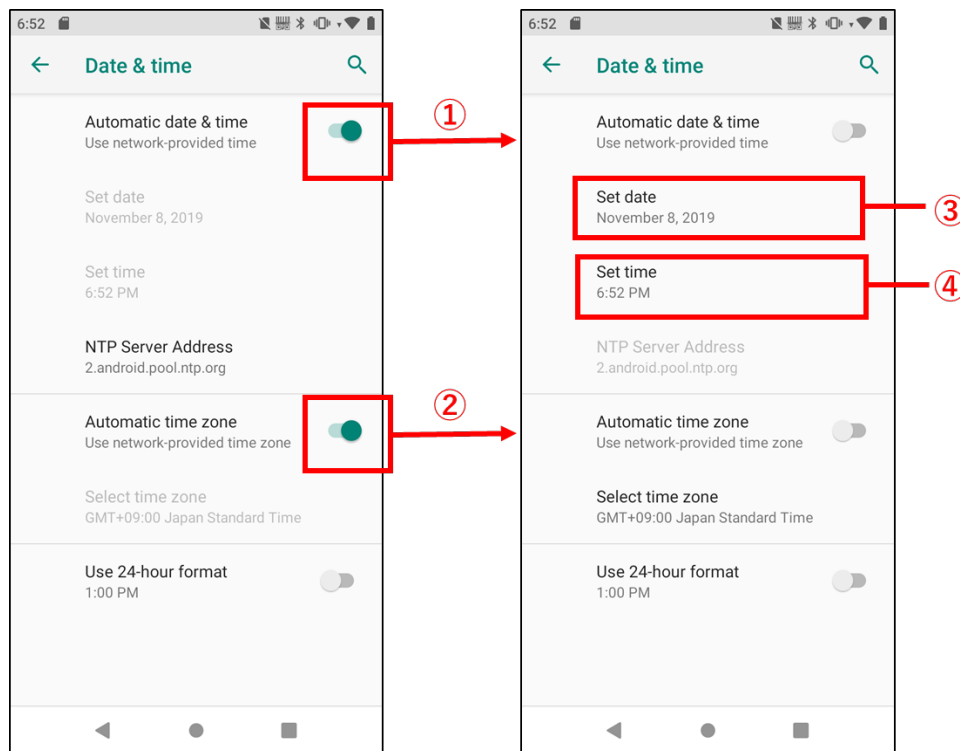 6:52
Date & time
Automatic date & time
Use network-provided time
Set date
November 8, 2019
Set time
6:52 PM
NTP Server Address
2.android.pool.ntp.org
Automatic time zone
Use network-provided time zone
Select time zone
GMT+09:00 Japan Standard Time
Use 24-hour format
1:00 PM
①
②
6:52
Date & time
Automatic date & time
Use network-provided time
Set date
November 8, 2019
Set time
6:52 PM
NTP Server Address
2.android.pool.ntp.org
Automatic time zone
Use network-provided time zone
Select time zone
GMT+09:00 Japan Standard Time
Use 24-hour format
1:00 PM
③
④